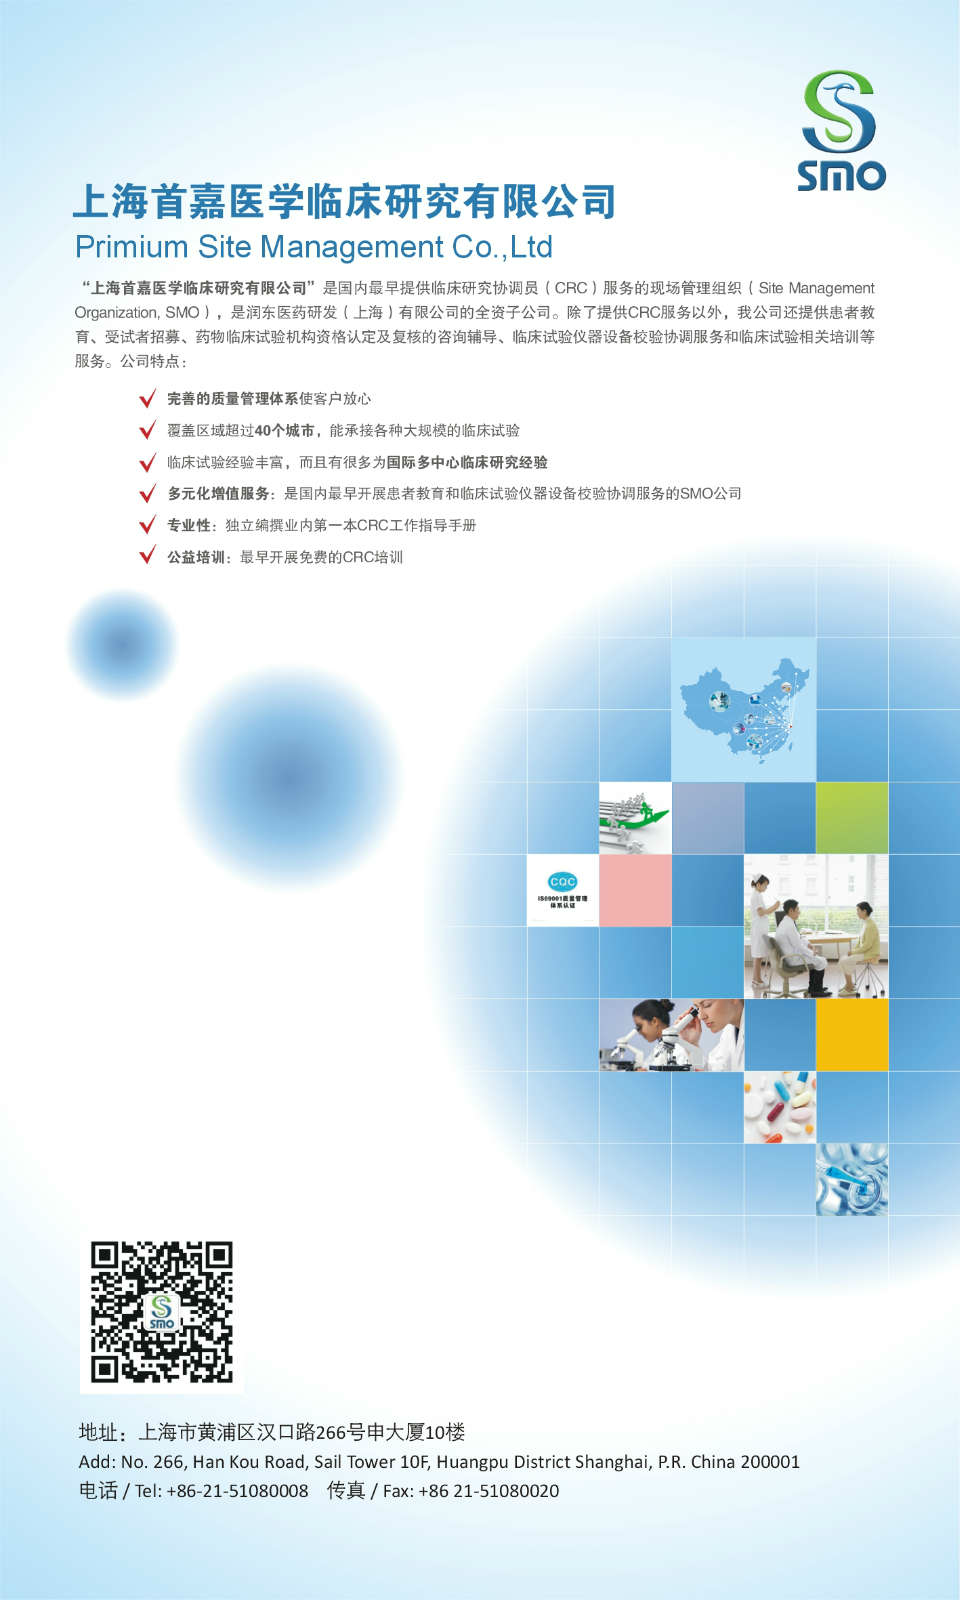 SMO
上海首嘉医学临床研究有限公司
Primium Site Management Co.,Ltd
“上海首嘉医学临床研究有限公司”是国内最早提供临床研究协调员（CRC）服务的现场管理组织（Site Management
Organization, SMO），是润东医药研发（上海）有限公司的全资子公司。除了提供CRC服务以外，我公司还提供患者教
育、受试者招募、药物临床试验机构资格认定及复核的咨询辅导、临床试验仪器设备校验协调服务和临床试验相关培训等
服务。公司特点：
完善的质量管理体系使客户放心
覆盖区域超过40个城市，能承接各种大规模的临床试验
临床试验经验丰富，而且有很多为国际多中心临床研究经验
多元化增值服务：是国内最早开展患者教育和临床试验仪器设备校验协调服务的SMO公司
专业性：独立编撰业内第一本CRC工作指导手册
公益培训：最早开展免费的CRC培训
CQC
ISO9001质量管理
体系认证
SMO
地址：上海市黄浦区汉口路266号申大厦10楼
Add: No. 266, Han Kou Road, Sail Tower 10F, Huangpu District Shanghai, P.R. China 200001
电话 / Tel: +86-21-51080008 传真 / Fax: +86 21-51080020